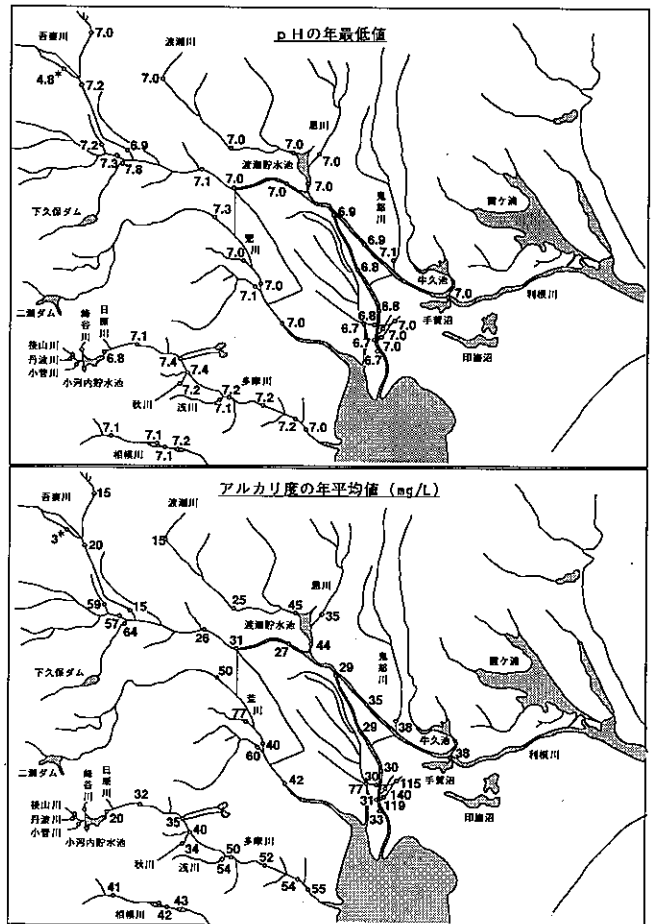 pHの年最低値
吾妻川
7.0
渡瀬川
4.8*
7.2
7.0
思川
7.2
6.9
7.0
7.0
7.0
7.3
7.8
7.1
7.0
渡瀬貯水池
7.0
7.0
鬼怒川
霞ケ浦
下久保ダム
7.3
6.9
6.9
7.1
荒川
6.8
牛久池
7.0
7.0
7.1
7.0
利根川
二瀬ダム
日原川
峰谷川
7.1
7.0
6.8
6.8
6.7
7.0
手賀沼
印旛沼
後山川
丹波川
小菅川
6.8
7.4
6.7
7.0
6.7
小河内貯水池
7.4
多摩川
秋川
7.2
浅川
7.2
7.1
7.2
7.2
7.0
7.1
7.1
7.2
7.1
相模川
アルカリ度の年平均値 (mg/L)
吾妻川
15
渡瀬川
3*
20
15
思川
59
15
25
45
35
57
64
26
31
渡瀬貯水池
27
44
鬼怒川
霞ケ浦
下久保ダム
50
29
35
38
荒川
29
牛久池
77
40
60
38
利根川
二瀬ダム
日原川
峰谷川
32
42
30
30
77
115
140
手賀沼
印旛沼
後山川
丹波川
小菅川
20
35
31
119
33
小河内貯水池
40
多摩川
秋川
34
浅川
50
54
52
54
55
41
43
42
相模川